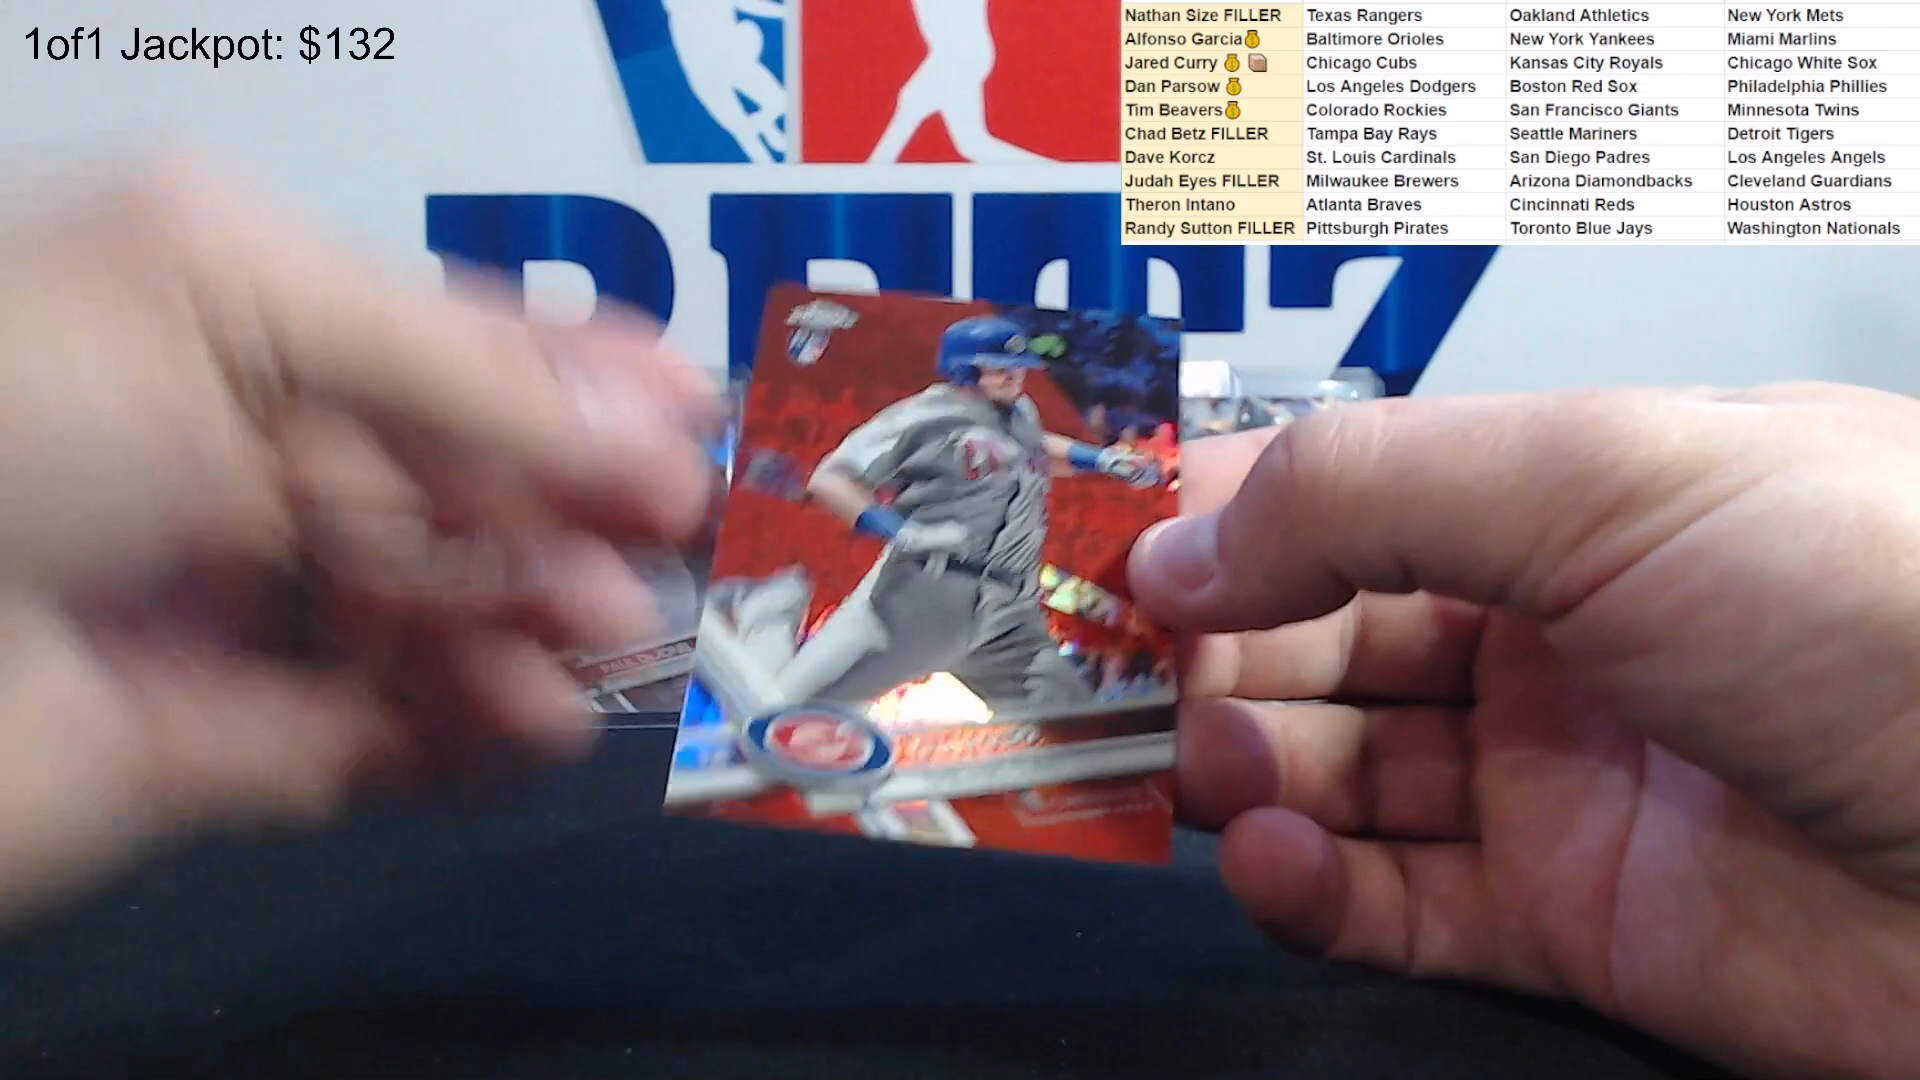 1of1 Jackpot: $132
Nathan Size FILLER Texas Rangers Oakland Athletics New York Mets
Alfonso Garcia Baltimore Orioles New York Yankees Miami Marlins
Jared Curry Chicago Cubs Kansas City Royals Chicago White Sox
Dan Parsow Los Angeles Dodgers Boston Red Sox Philadelphia Phillies
Tim Beavers Colorado Rockies San Francisco Giants Minnesota Twins
Chad Betz FILLER Tampa Bay Rays Seattle Mariners Detroit Tigers
Dave Korcz St. Louis Cardinals San Diego Padres Los Angeles Angels
Judah Eyes FILLER Milwaukee Brewers Arizona Diamondbacks Cleveland Guardians
Theron Intano Atlanta Braves Cincinnati Reds Houston Astros
Randy Sutton FILLER Pittsburgh Pirates Toronto Blue Jays Washington Nationals
PAUL DEJONG